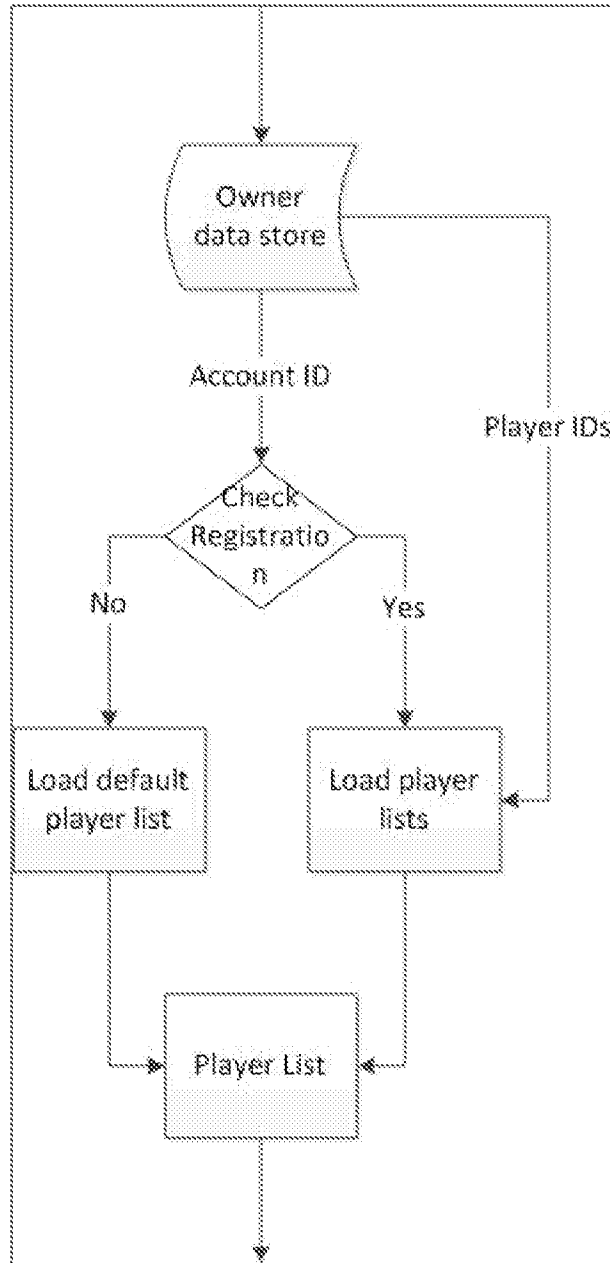 Owner
data store
Account ID
Player IDs
Check
Registratio
n
No
Yes
Load default
player list
Load player
lists
Player List